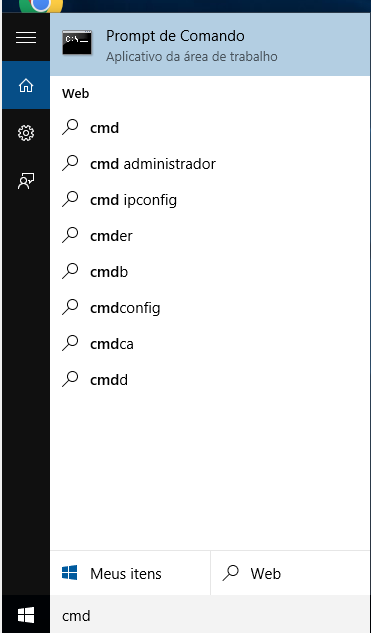 C:\_
Prompt de Comando
Aplicativo da área de trabalho
Web
cmd
cmd administrador
cmd ipconfig
cmder
cmdb
cmdconfig
cmdca
cmdd
Meus itens
Web
cmd